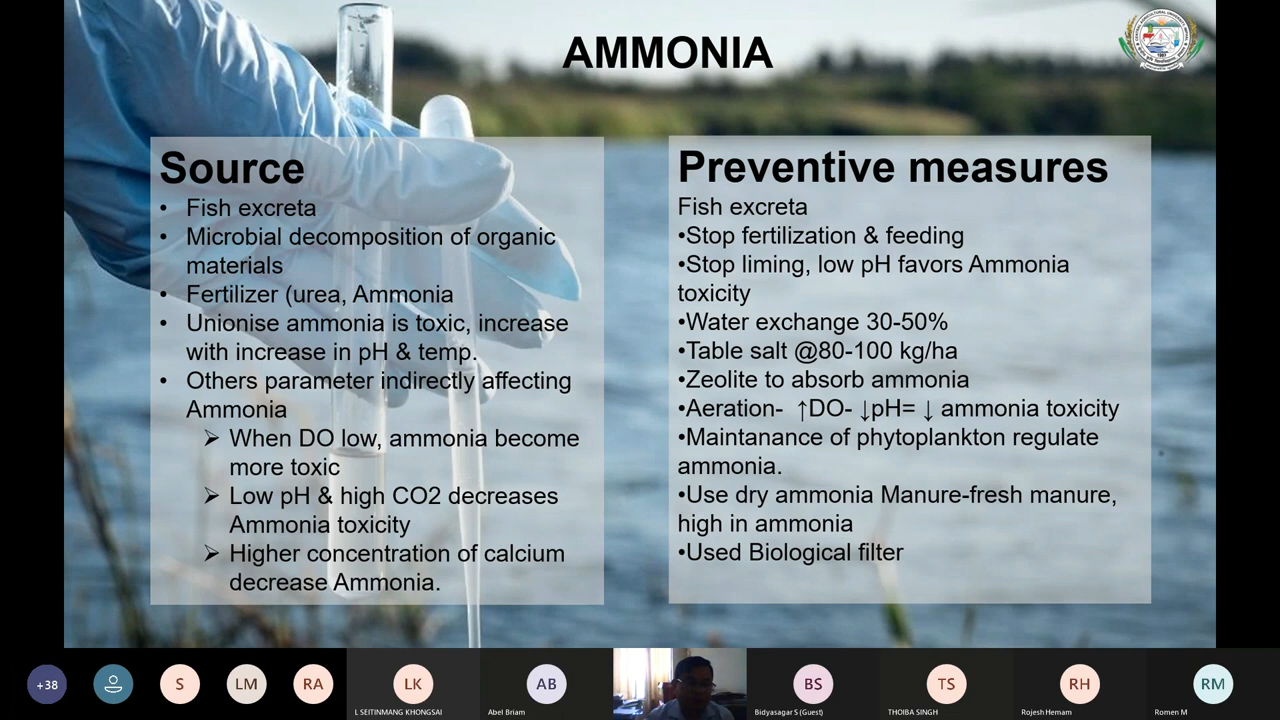 AMMONIA
Source
• Fish excreta
• Microbial decomposition of organic
materials
• Fertilizer (urea, Ammonia
• Unionise ammonia is toxic, increase
with increase in pH & temp.
• Others parameter indirectly affecting
Ammonia
➢ When DO low, ammonia become
more toxic
➢ Low pH & high CO2 decreases
Ammonia toxicity
➢ Higher concentration of calcium
decrease Ammonia.
Preventive measures
Fish excreta
•Stop fertilization & feeding
•Stop liming, low pH favors Ammonia
toxicity
•Water exchange 30-50%
•Table salt @80-100 kg/ha
•Zeolite to absorb ammonia
•Aeration- ↑DO- ↓pH= ↓ ammonia toxicity
•Maintanance of phytoplankton regulate
ammonia.
•Use dry ammonia Manure-fresh manure,
high in ammonia
•Used Biological filter
+38
S
LM
RA
LK
L SEITINMANG KHONGSAI
AB
Abel Briam
BS
Bidyasagar S (Guest)
TS
THOIBA SINGH
RH
Rojesh Hemam
RM
Romen M